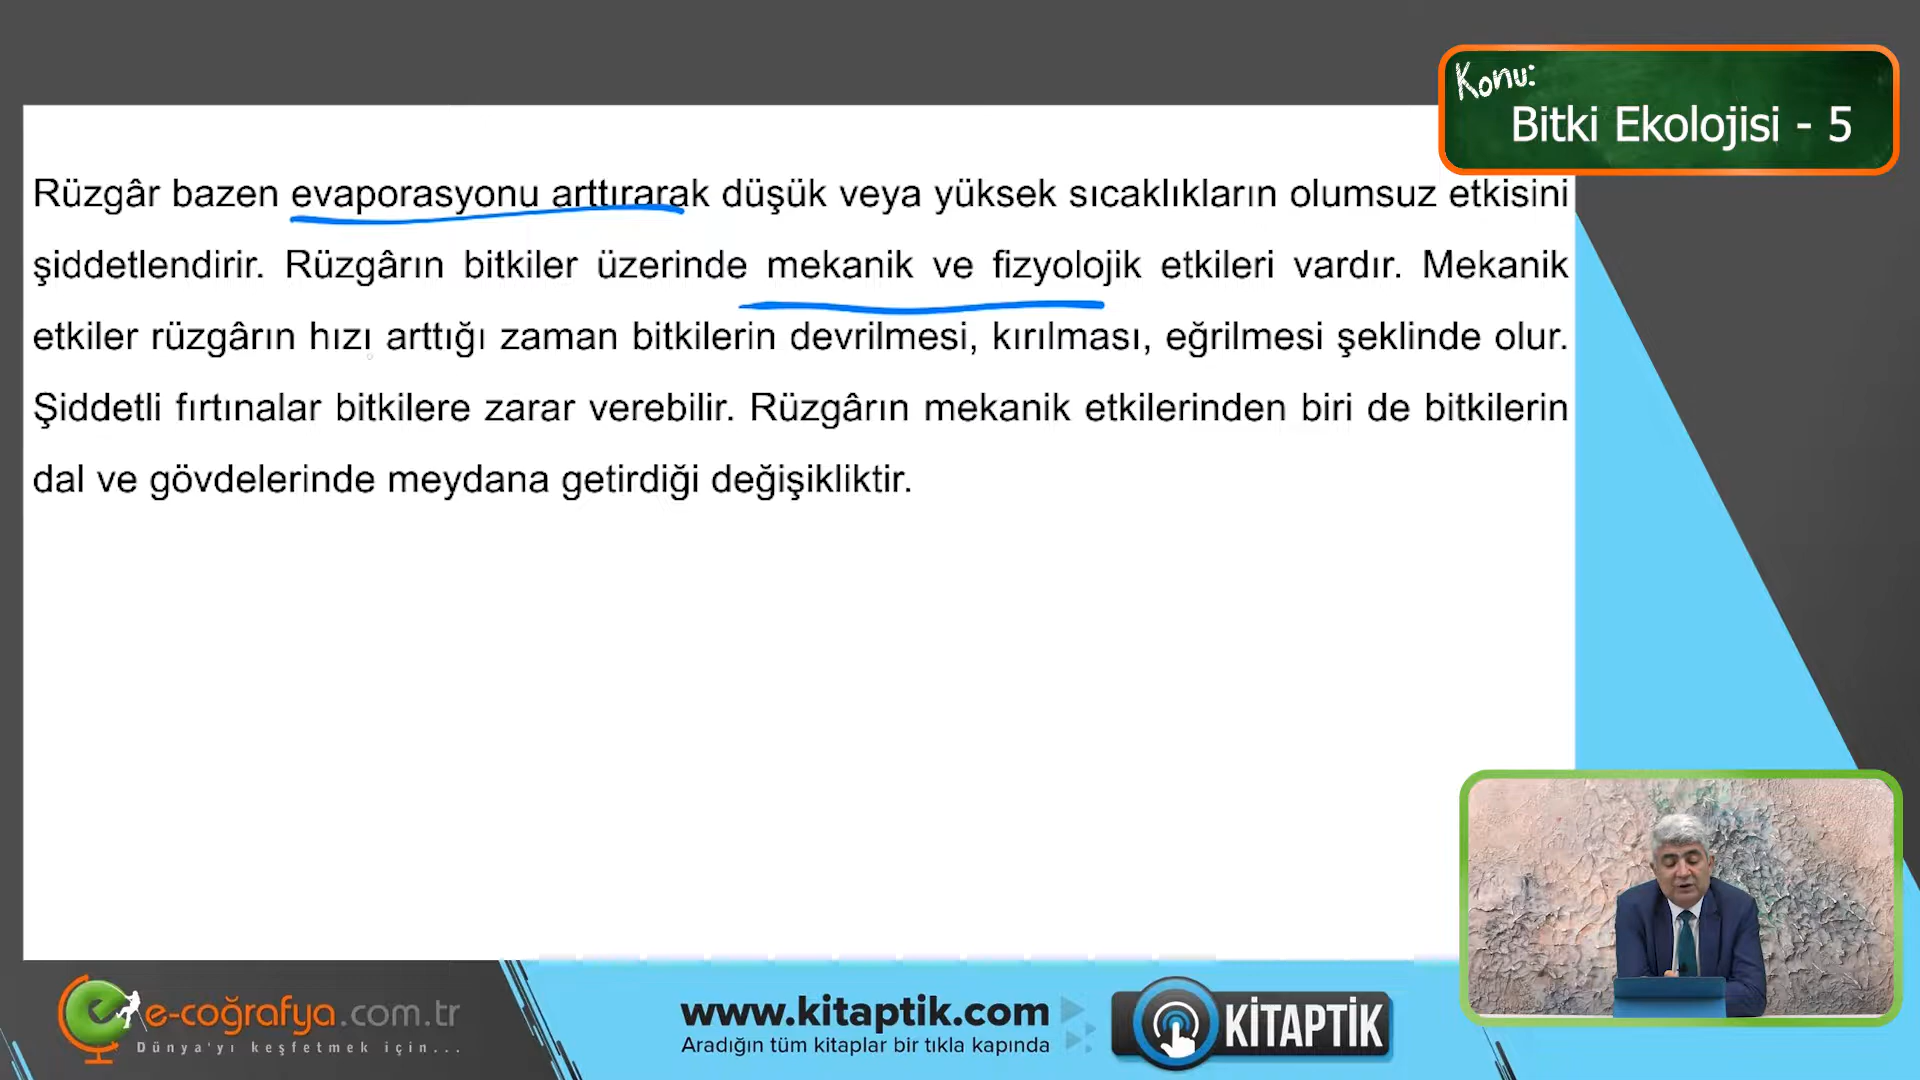 Konu:
Bitki Ekolojisi - 5
Rüzgâr bazen evaporasyonu arttırarak düşük veya yüksek sıcaklıkların olumsuz etkisini
şiddetlendirir. Rüzgârın bitkiler üzerinde mekanik ve fizyolojik etkileri vardır. Mekanik
etkiler rüzgârın hızı arttığı zaman bitkilerin devrilmesi, kırılması, eğrilmesi şeklinde olur.
Şiddetli fırtınalar bitkilere zarar verebilir. Rüzgârın mekanik etkilerinden biri de bitkilerin
dal ve gövdelerinde meydana getirdiği değişikliktir.
e-coğrafya.com.tr
Dünya'yı keşfetmek için...
www.kitaptik.com
Aradığın tüm kitaplar bir tıkla kapında
KİTAPTIK